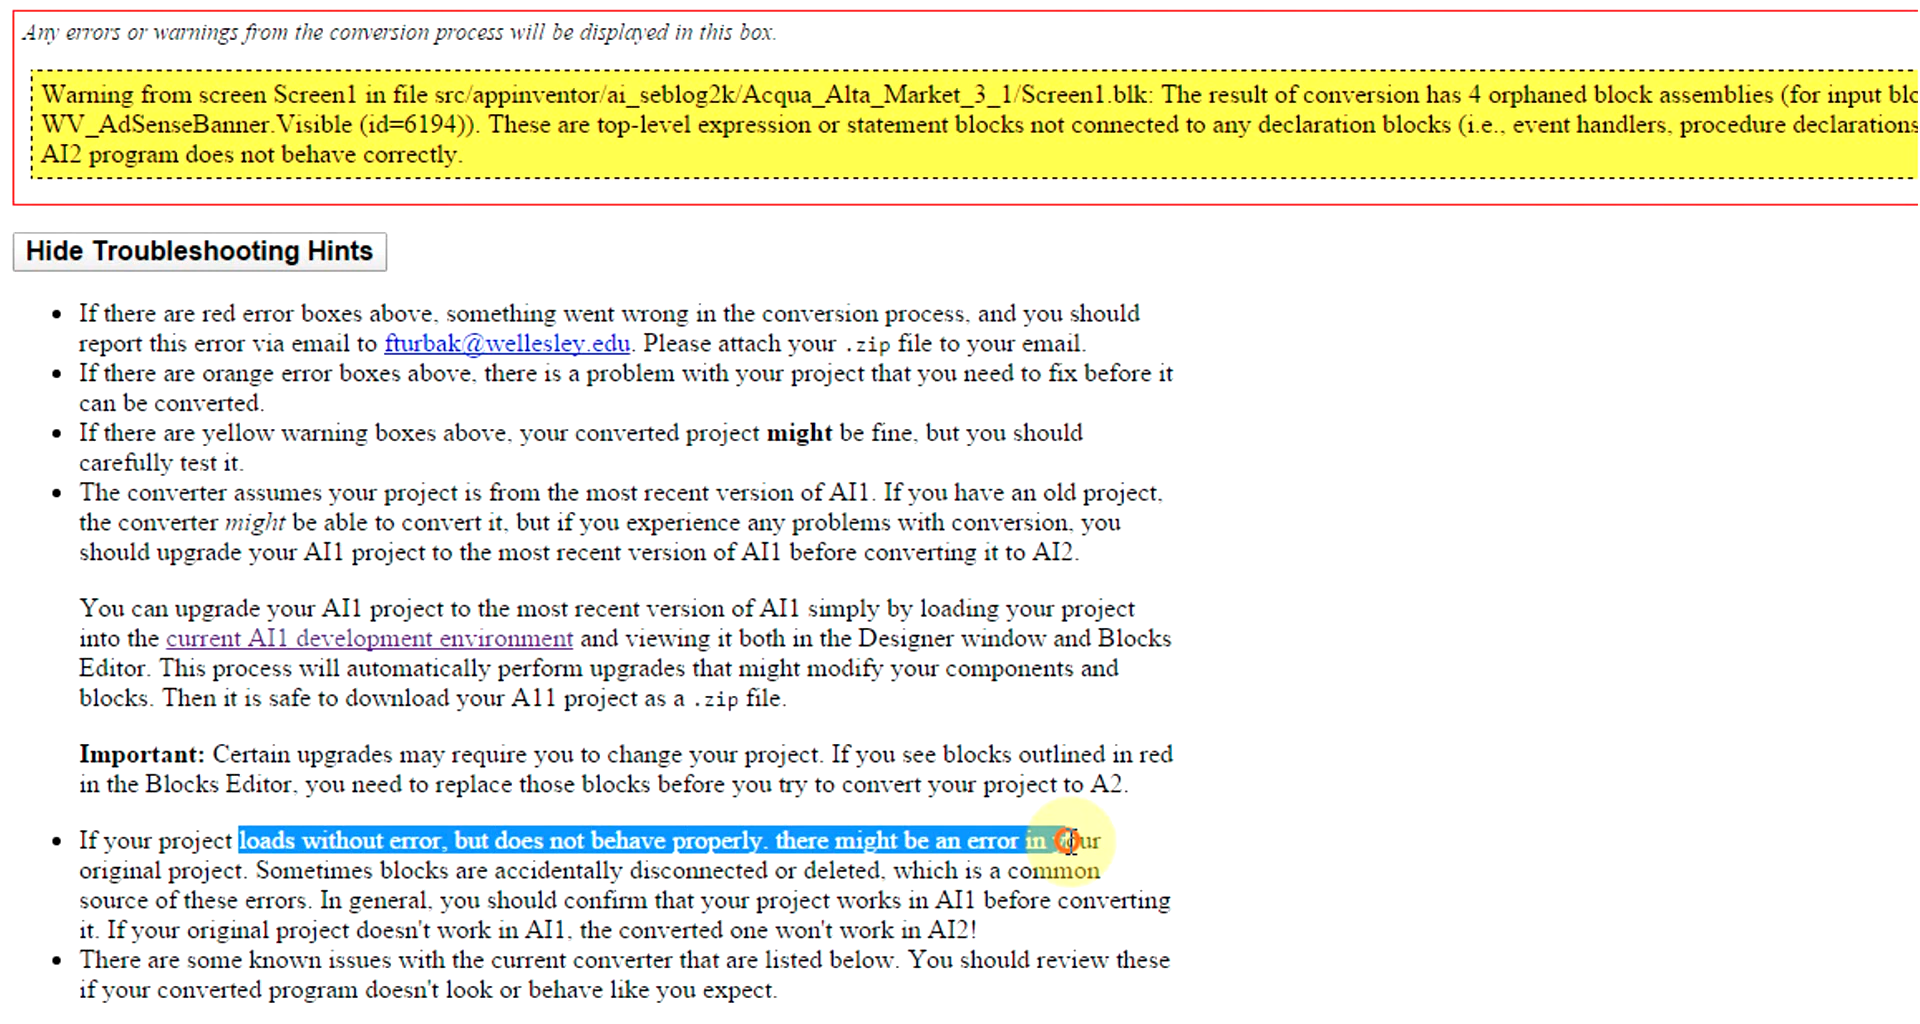 Any errors or warnings from the conversion process will be displayed in this box.
Warning from screen Screen1 in file src/appinventor/ai_seblog2k/Acqua_Alta_Market_3_1/Screen1.blk: The result of conversion has 4 orphaned block assemblies (for input
WV_AdSenseBanner.Visible (id=6194)). These are top-level expression or statement blocks not connected to any declaration blocks (i.e., event handlers, procedure declarations
AI2 program does not behave correctly.
Hide Troubleshooting Hints
If there are red error boxes above, something went wrong in the conversion process, and you should
report this error via email to fturbak@wellesley.edu. Please attach your .zip file to your email.
If there are orange error boxes above, there is a problem with your project that you need to fix before it
can be converted.
If there are yellow warning boxes above, your converted project might be fine, but you should
carefully test it.
The converter assumes your project is from the most recent version of AI1. If you have an old project,
the converter might be able to convert it, but if you experience any problems with conversion, you
should upgrade your AI1 project to the most recent version of AI1 before converting it to AI2.
You can upgrade your AI1 project to the most recent version of AI1 simply by loading your project
into the current AI1 development environment and viewing it both in the Designer window and Blocks
Editor. This process will automatically perform upgrades that might modify your components and
blocks. Then it is safe to download your A11 project as a .zip file.
Important: Certain upgrades may require you to change your project. If you see blocks outlined in red
in the Blocks Editor, you need to replace those blocks before you try to convert your project to A2.
If your project loads without error, but does not behave properly. there might be an error in your
original project. Sometimes blocks are accidentally disconnected or deleted, which is a common
source of these errors. In general, you should confirm that your project works in AI1 before converting
it. If your original project doesn't work in AI1, the converted one won't work in AI2!
There are some known issues with the current converter that are listed below. You should review these
if your converted program doesn't look or behave like you expect.